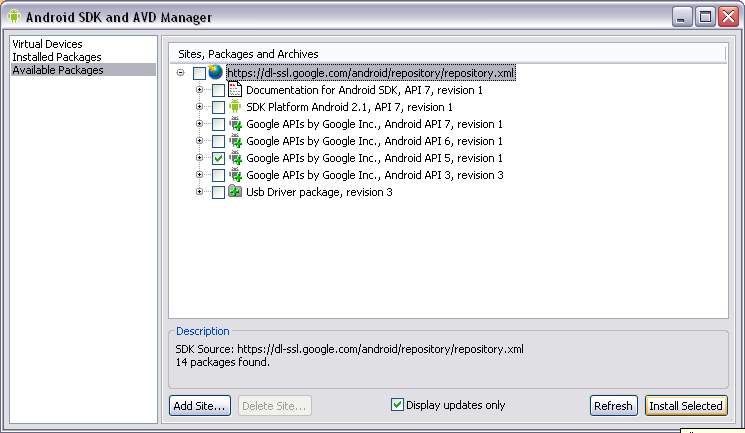 Android SDK and AVD Manager
Virtual Devices
Installed Packages
Available Packages
Sites, Packages and Archives
https://dl-ssl.google.com/android/repository/repository.xml
Documentation for Android SDK, API 7, revision 1
SDK Platform Android 2.1, API 7, revision 1
Google APIs by Google Inc., Android API 7, revision 1
Google APIs by Google Inc., Android API 6, revision 1
Google APIs by Google Inc., Android API 5, revision 1
Google APIs by Google Inc., Android API 3, revision 3
Usb Driver package, revision 3
Description
SDK Source: https://dl-ssl.google.com/android/repository/repository.xml
14 packages found.
Add Site... Delete Site... Display updates only Refresh Install Selected